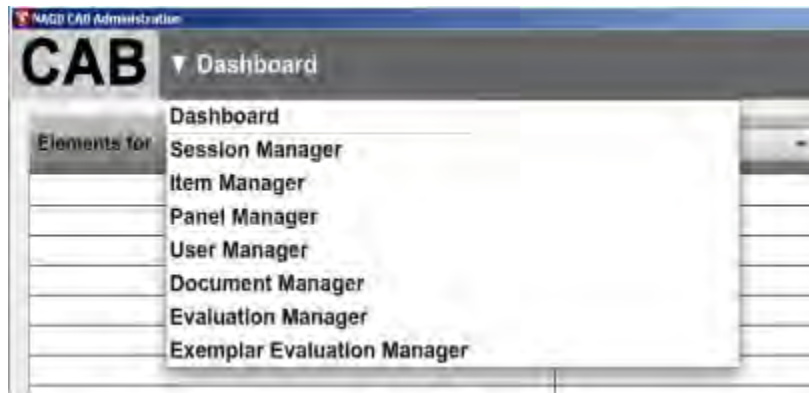 NAGB CAB Administration
CAB
▼ Dashboard
Dashboard
Elements for
Session Manager
Item Manager
Panel Manager
User Manager
Document Manager
Evaluation Manager
Exemplar Evaluation Manager